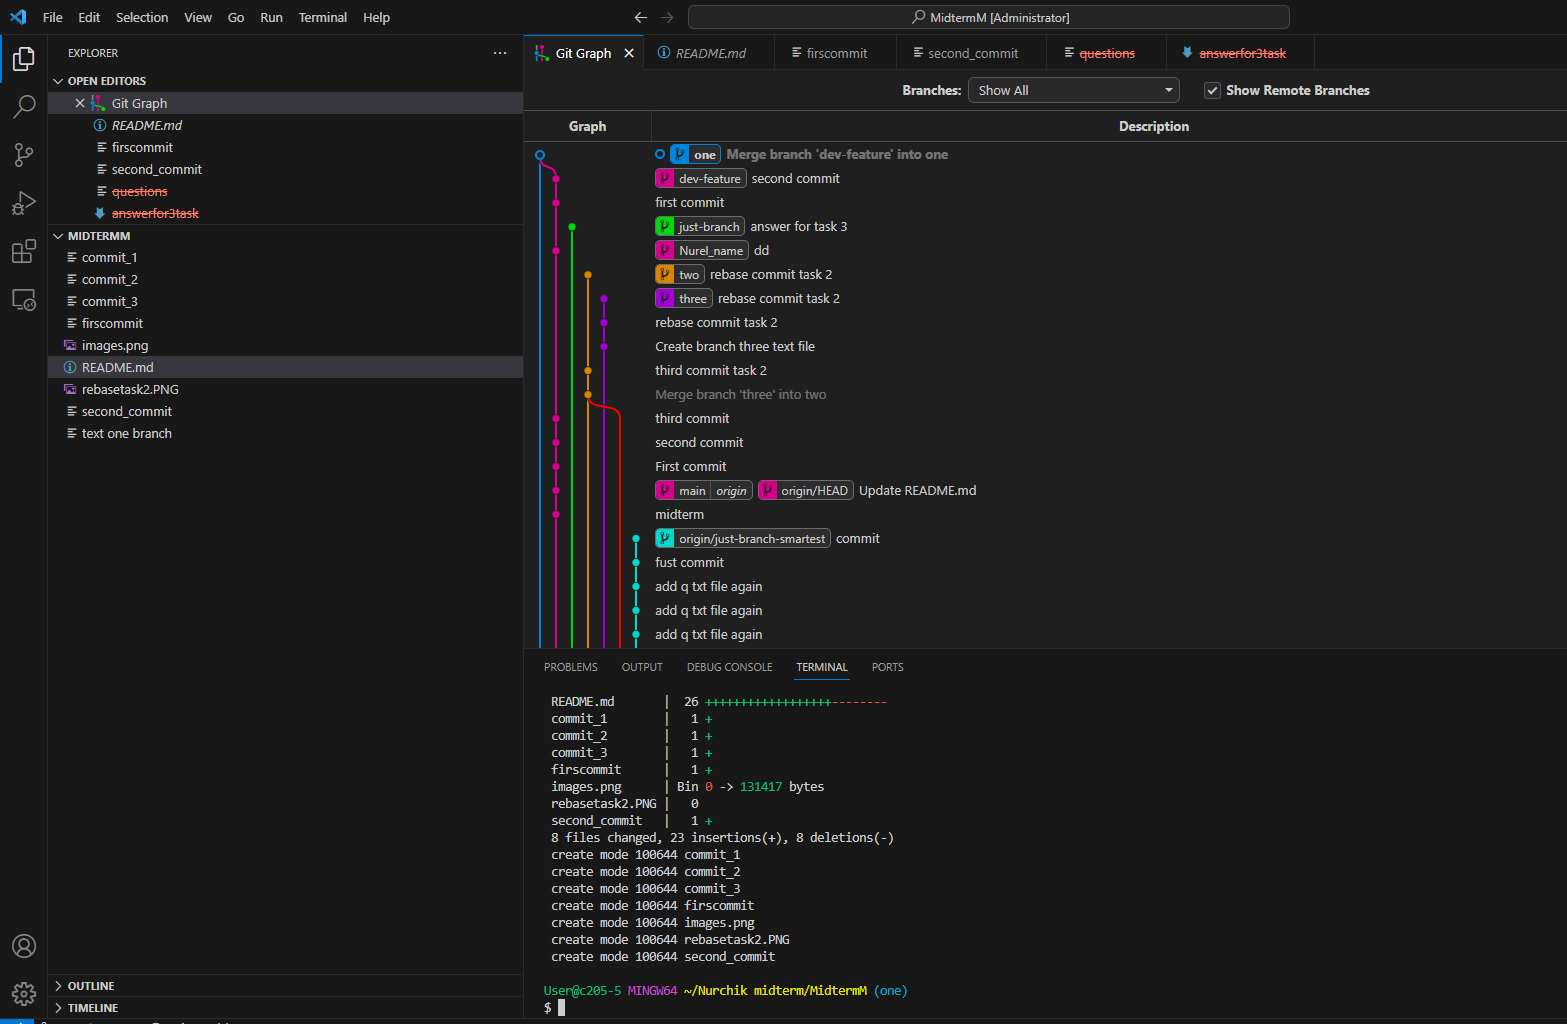 File Edit Selection View Go Run Terminal Help
MidtermM [Administrator]
EXPLORER
OPEN EDITORS
Git Graph
README.md
firscommit
second_commit
questions
answerfor3task
MIDTERMM
commit_1
commit_2
commit_3
firscommit
images.png
README.md
rebasetask2.PNG
second_commit
text one branch
OUTLINE
TIMELINE
Git Graph README.md firscommit second_commit questions answerfor3task
Branches: Show All Show Remote Branches
Graph Description
one Merge branch 'dev-feature' into one
dev-feature second commit
first commit
just-branch answer for task 3
Nurel_name dd
two rebase commit task 2
three rebase commit task 2
rebase commit task 2
Create branch three text file
third commit task 2
Merge branch 'three' into two
third commit
second commit
First commit
main origin origin/HEAD Update README.md
midterm
origin/just-branch-smartest commit
fust commit
add q txt file again
add q txt file again
add q txt file again
PROBLEMS OUTPUT DEBUG CONSOLE TERMINAL PORTS
README.md | 26 ++++++++++++++++++--------
commit_1 | 1 +
commit_2 | 1 +
commit_3 | 1 +
firscommit | 1 +
images.png | Bin 0 -> 131417 bytes
rebasetask2.PNG | 0
second_commit | 1 +
8 files changed, 23 insertions(+), 8 deletions(-)
create mode 100644 commit_1
create mode 100644 commit_2
create mode 100644 commit_3
create mode 100644 firscommit
create mode 100644 images.png
create mode 100644 rebasetask2.PNG
create mode 100644 second_commit
User@c205-5 MINGW64 ~/Nurchik midterm/MidtermM (one)
$